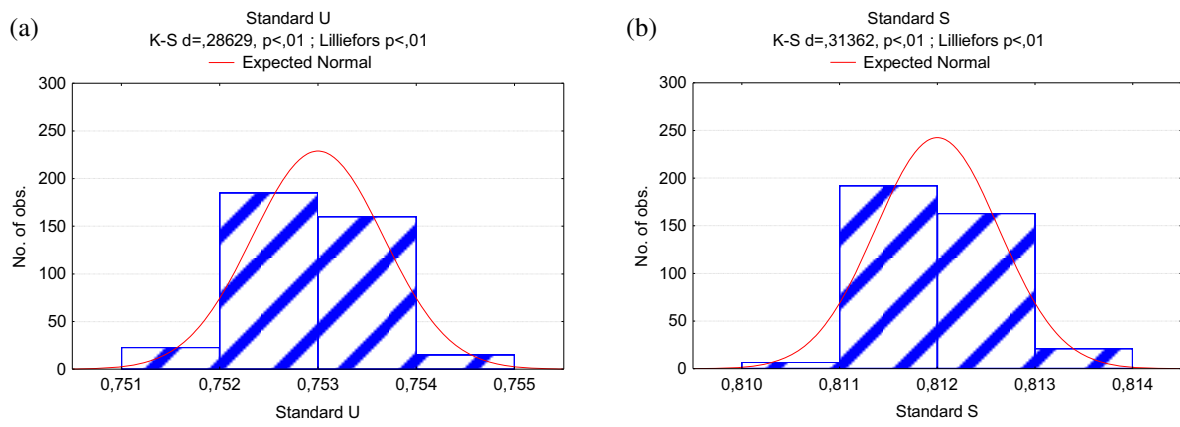 (a)
Standard U
K-S d=,28629, p<,01 ; Lilliefors p<,01
Expected Normal
300
250
200
150
100
50
0
No. of obs.
0,751 0,752 0,753 0,754 0,755
Standard U
(b)
Standard S
K-S d=,31362, p<,01 ; Lilliefors p<,01
Expected Normal
300
250
200
150
100
50
0
No. of obs.
0,810 0,811 0,812 0,813 0,814
Standard S